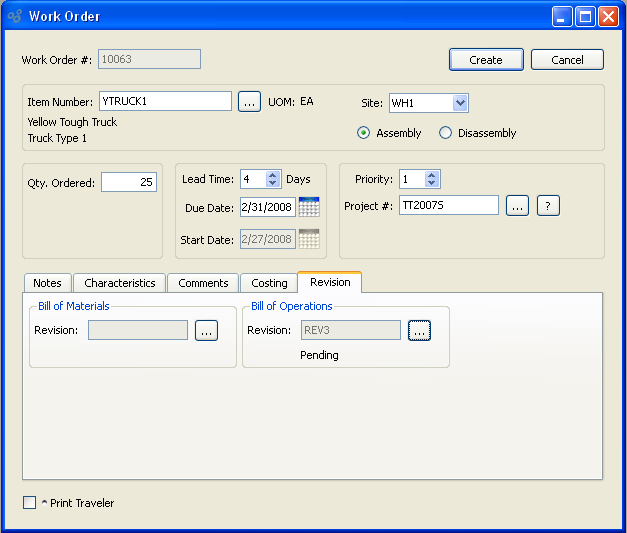 Work Order
Work Order #: 10063 Create Cancel
Item Number: YTRUCK1 ... UOM: EA Site: WH1
Yellow Tough Truck
Truck Type 1
Assembly Disassembly
Qty. Ordered: 25
Lead Time: 4 Days
Due Date: 2/31/2008
Start Date: 2/27/2008
Priority: 1
Project #: TT2007S ... ?
Notes Characteristics Comments Costing Revision
Bill of Materials
Revision: ...
Bill of Operations
Revision: REV3 ...
Pending
^ Print Traveler